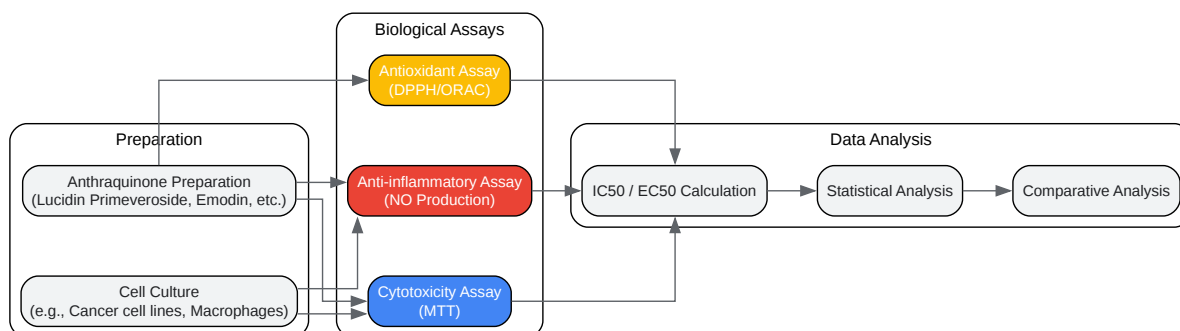 Biological Assays
Antioxidant Assay
(DPPH/ORAC)
Preparation
Data Analysis
Anthraquinone Preparation
(Lucidin Primeveroside, Emodin, etc.)
Anti-inflammatory Assay
(NO Production)
IC50 / EC50 Calculation
Statistical Analysis
Comparative Analysis
Cell Culture
(e.g., Cancer cell lines, Macrophages)
Cytotoxicity Assay
(MTT)